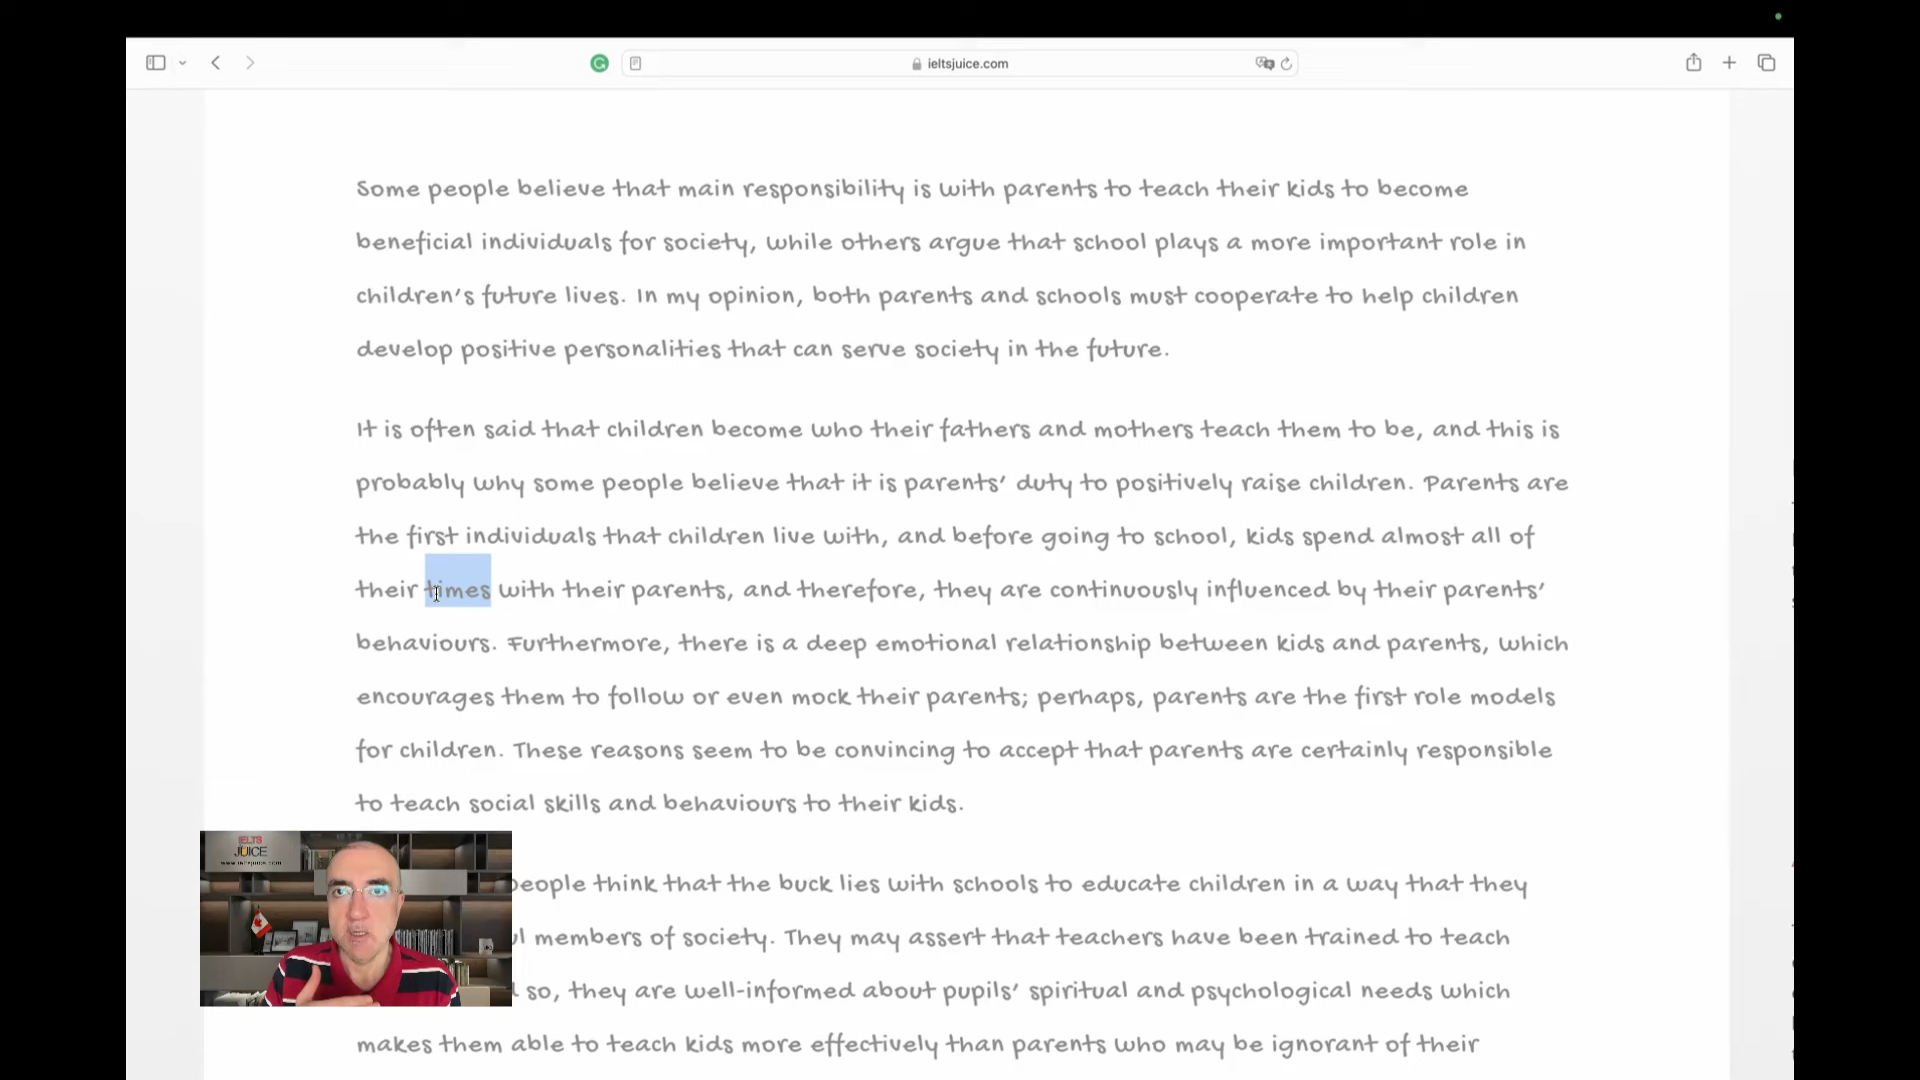 ieltsjuice.com
Some people believe that main responsibility is with parents to teach their kids to become
beneficial individuals for society, while others argue that school plays a more important role in
children's future lives. In my opinion, both parents and schools must cooperate to help children
develop positive personalities that can serve society in the future.
It is often said that children become who their fathers and mothers teach them to be, and this is
probably why some people believe that it is parents' duty to positively raise children. Parents are
the first individuals that children live with, and before going to school, kids spend almost all of
their times with their parents, and therefore, they are continuously influenced by their parents'
behaviours. Furthermore, there is a deep emotional relationship between kids and parents, which
encourages them to follow or even mock their parents; perhaps, parents are the first role models
for children. These reasons seem to be convincing to accept that parents are certainly responsible
to teach social skills and behaviours to their kids.
IELTS
JUICE
www.ieltsjuice.com
people think that the buck lies with schools to educate children in a way that they
members of society. They may assert that teachers have been trained to teach
so, they are well-informed about pupils' spiritual and psychological needs which
makes them able to teach kids more effectively than parents who may be ignorant of their